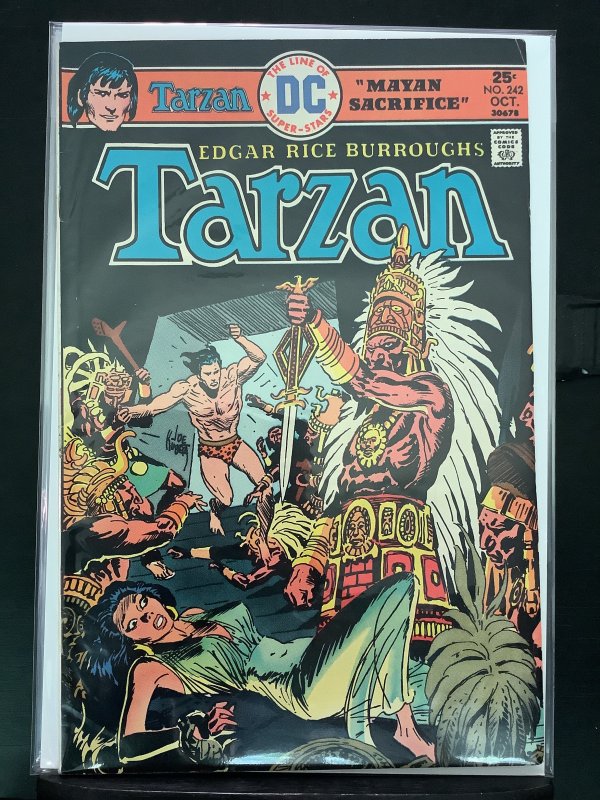 Tarzan
THE LINE OF
DC
SUPER-STARS
"MAYAN
SACRIFICE"
25¢
NO. 242
OCT.
30678
APPROVED
BY THE
COMICS
CODE
AUTHORITY
EDGAR RICE BURROUGHS
Tarzan
JOE
KUBERT